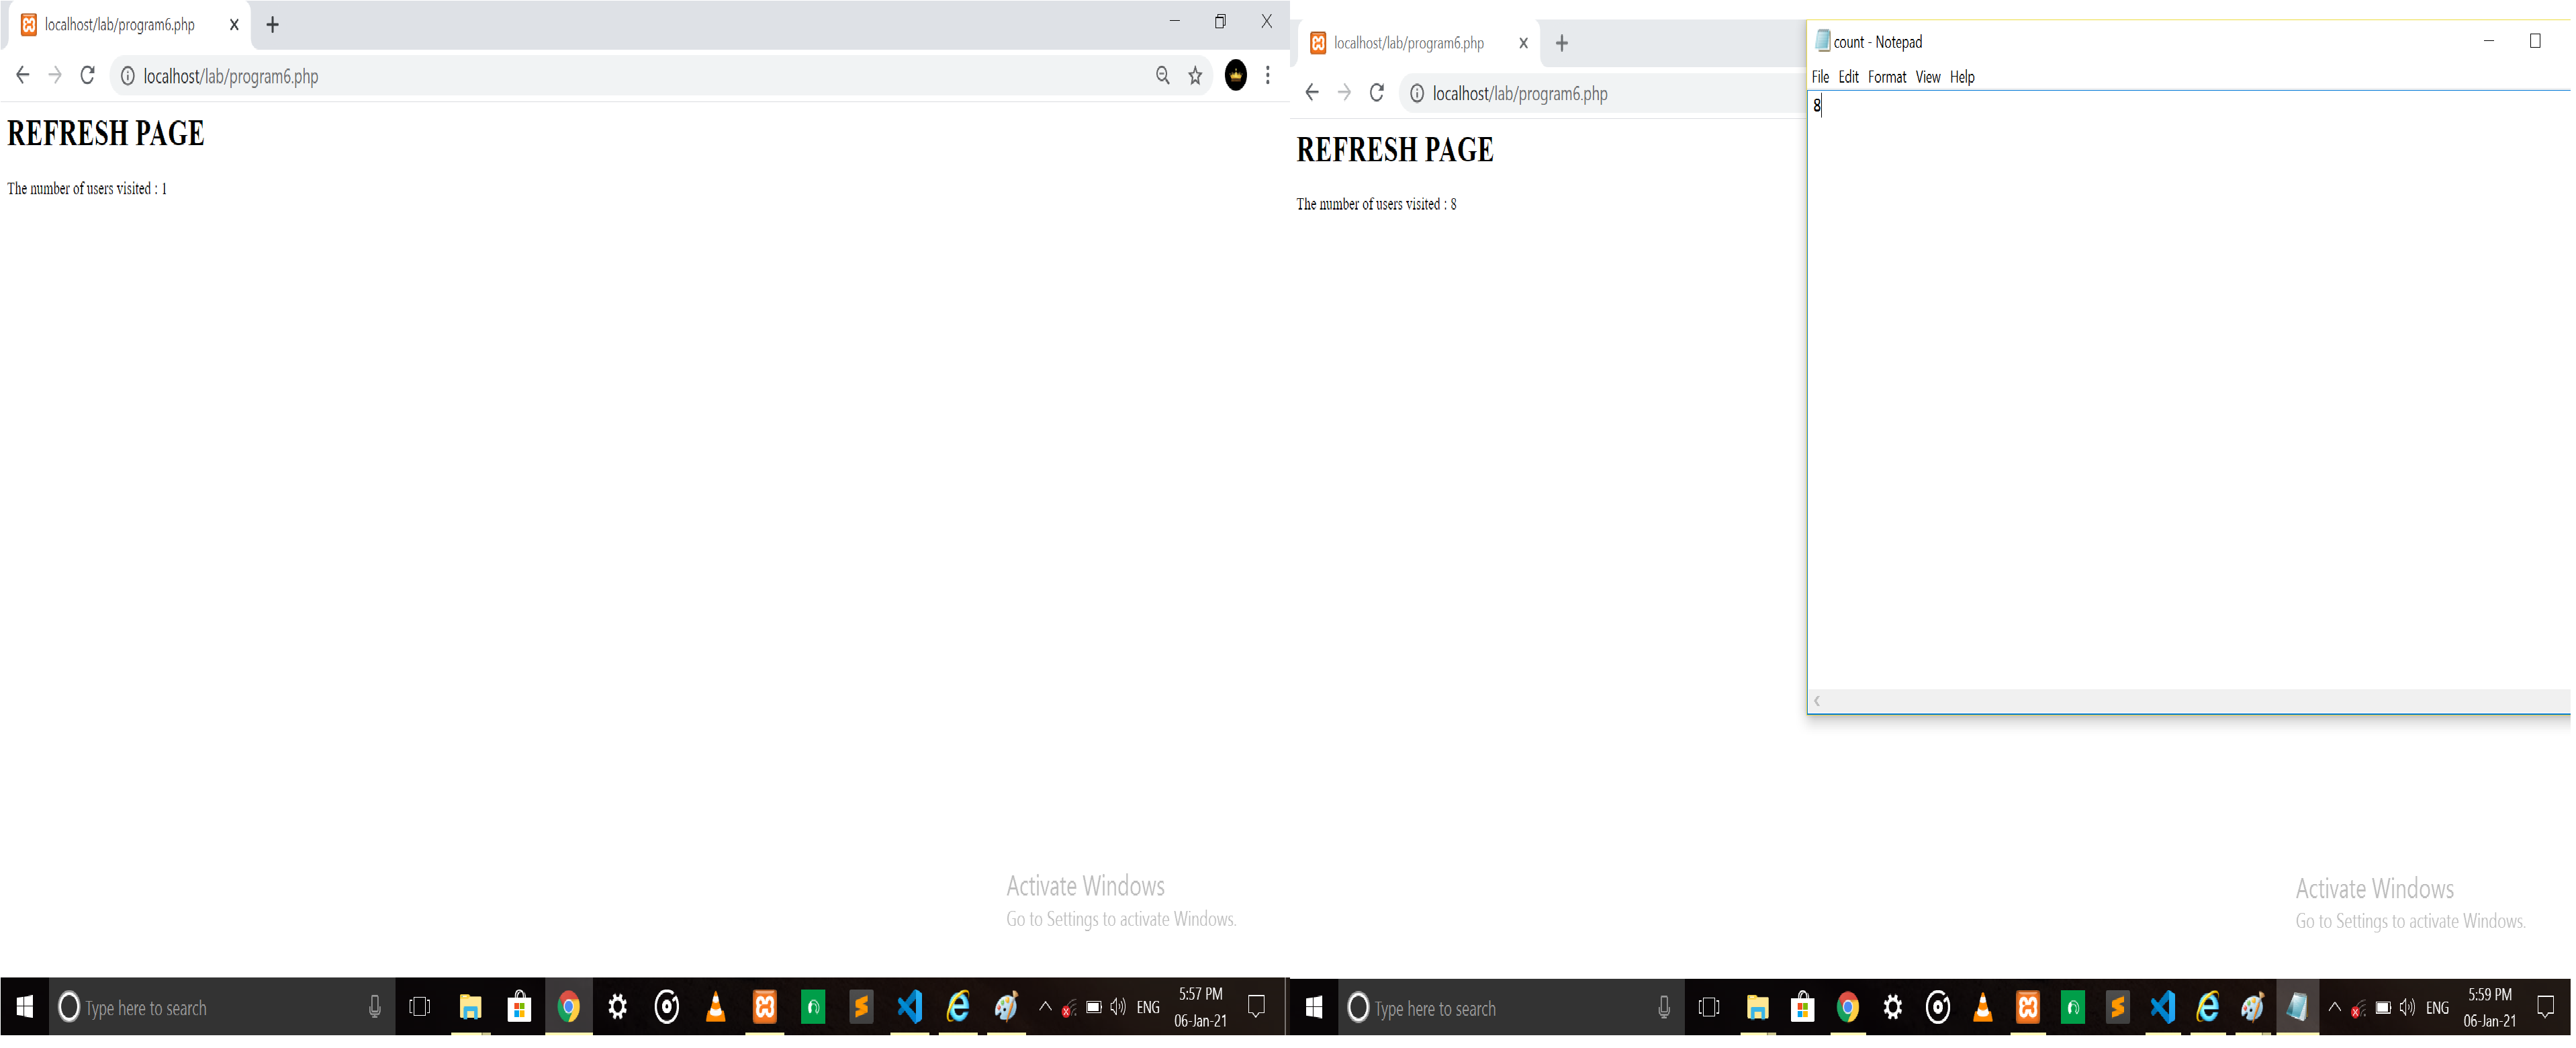 localhost/lab/program6.php
localhost/lab/program6.php
REFRESH PAGE
The number of users visited : 1
Activate Windows
Go to Settings to activate Windows.
Type here to search
ENG
5:57 PM
06-Jan-21
localhost/lab/program6.php
localhost/lab/program6.php
REFRESH PAGE
The number of users visited : 8
count - Notepad
File Edit Format View Help
8
Activate Windows
Go to Settings to activate Windows.
Type here to search
ENG
5:59 PM
06-Jan-21